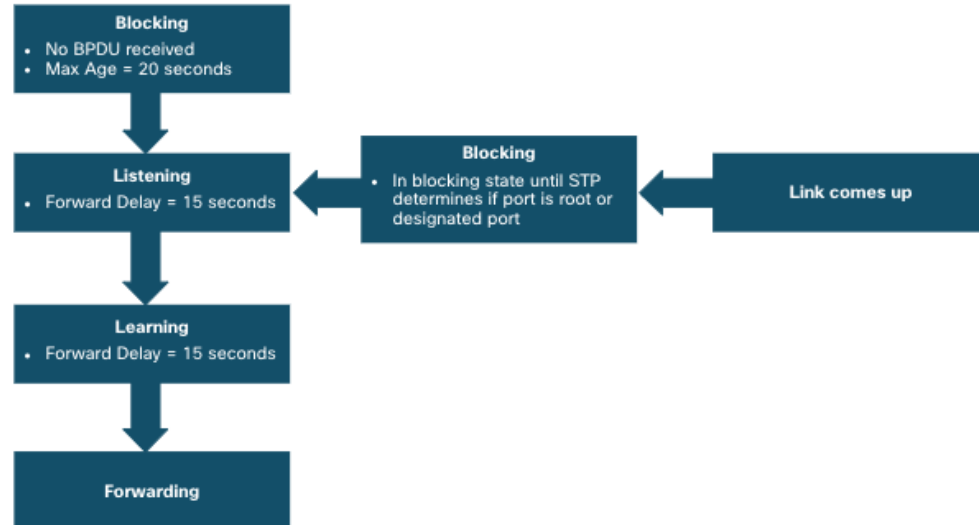 Blocking
• No BPDU received
• Max Age = 20 seconds
Listening
• Forward Delay = 15 seconds
Blocking
• In blocking state until STP
determines if port is root or
designated port
Link comes up
Learning
• Forward Delay = 15 seconds
Forwarding